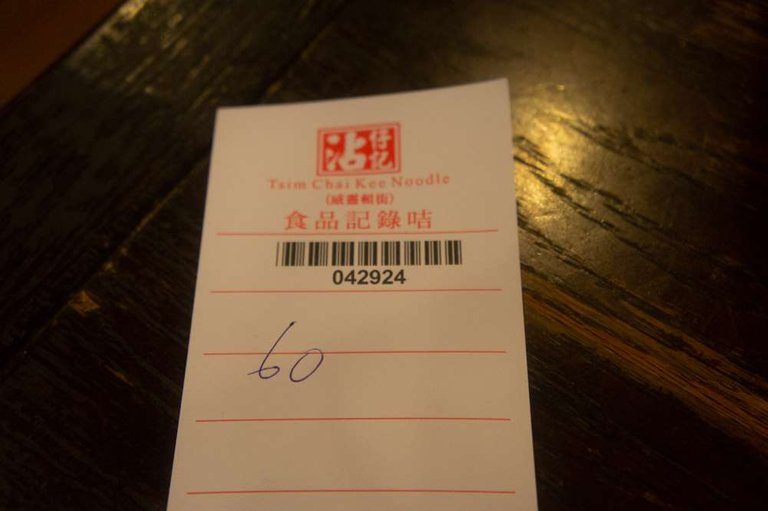 沾仔記
Tsim Chai Kee Noodle
(威靈頓街)
食品記錄咭
042924
60